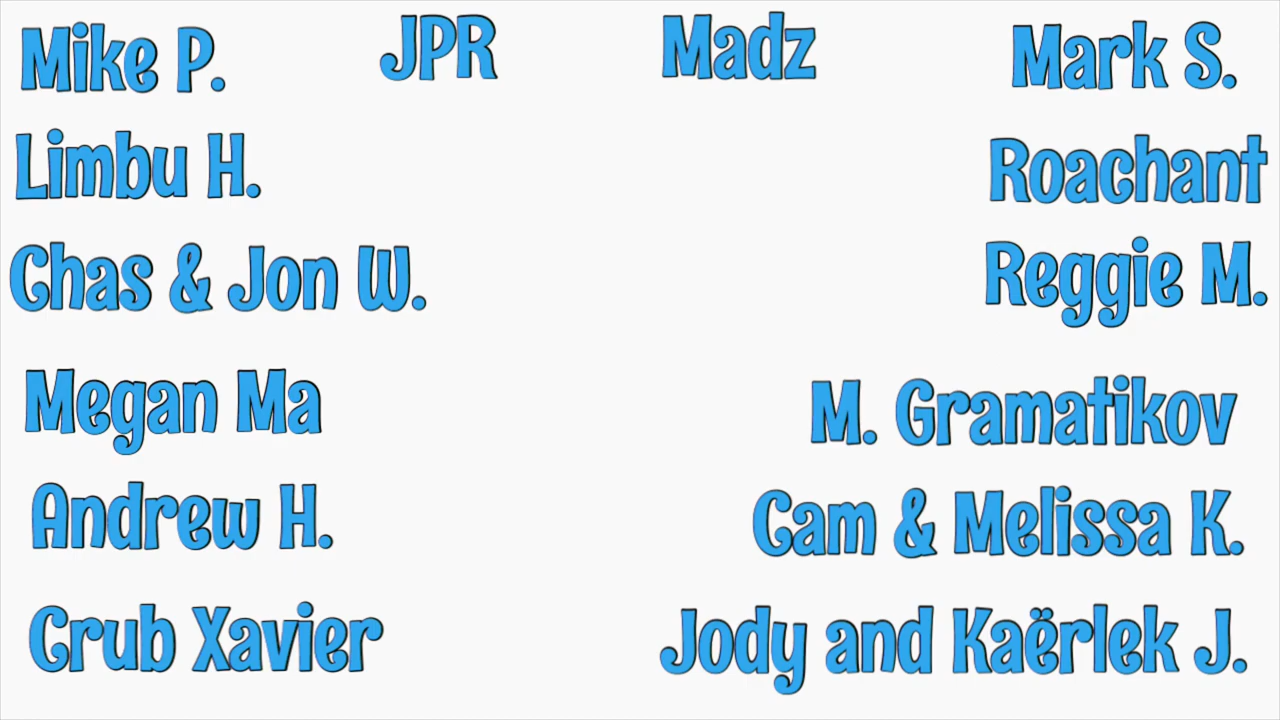 Mike P.
JPR
Madz
Mark S.
Limbu H.
Roachant
Chas & Jon W.
Reggie M.
Megan Ma
M. Gramatikov
Andrew H.
Cam & Melissa K.
Crub Xavier
Jody and Kaërlek J.